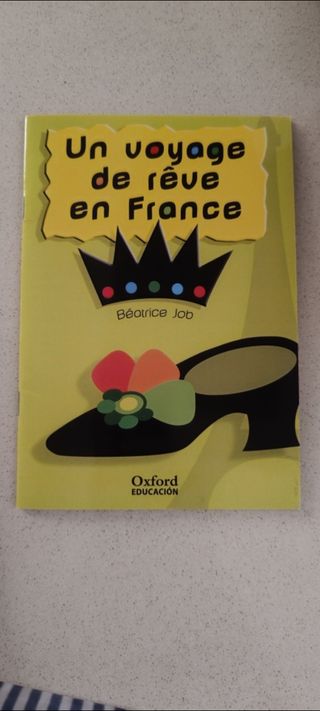 Un voyage
de rêve
en France
Béatrice Job
Oxford
EDUCACIÓN